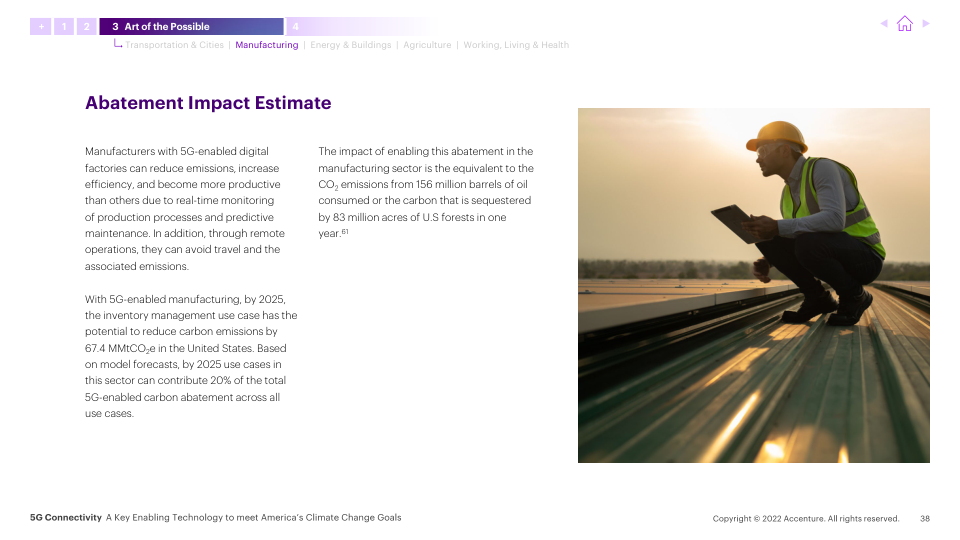 + 1 2 3 Art of the Possible 4
Transportation & Cities | Manufacturing | Energy & Buildings | Agriculture | Working, Living & Health
Abatement Impact Estimate
Manufacturers with 5G-enabled digital
factories can reduce emissions, increase
efficiency, and become more productive
than others due to real-time monitoring
of production processes and predictive
maintenance. In addition, through remote
operations, they can avoid travel and the
associated emissions.
With 5G-enabled manufacturing, by 2025,
the inventory management use case has the
potential to reduce carbon emissions by
67.4 MMtCO₂e in the United States. Based
on model forecasts, by 2025 use cases in
this sector can contribute 20% of the total
5G-enabled carbon abatement across all
use cases.
The impact of enabling this abatement in the
manufacturing sector is the equivalent to the
CO₂ emissions from 156 million barrels of oil
consumed or the carbon that is sequestered
by 83 million acres of U.S forests in one
year.⁶¹
5G Connectivity A Key Enabling Technology to meet America's Climate Change Goals
Copyright © 2022 Accenture. All rights reserved. 38